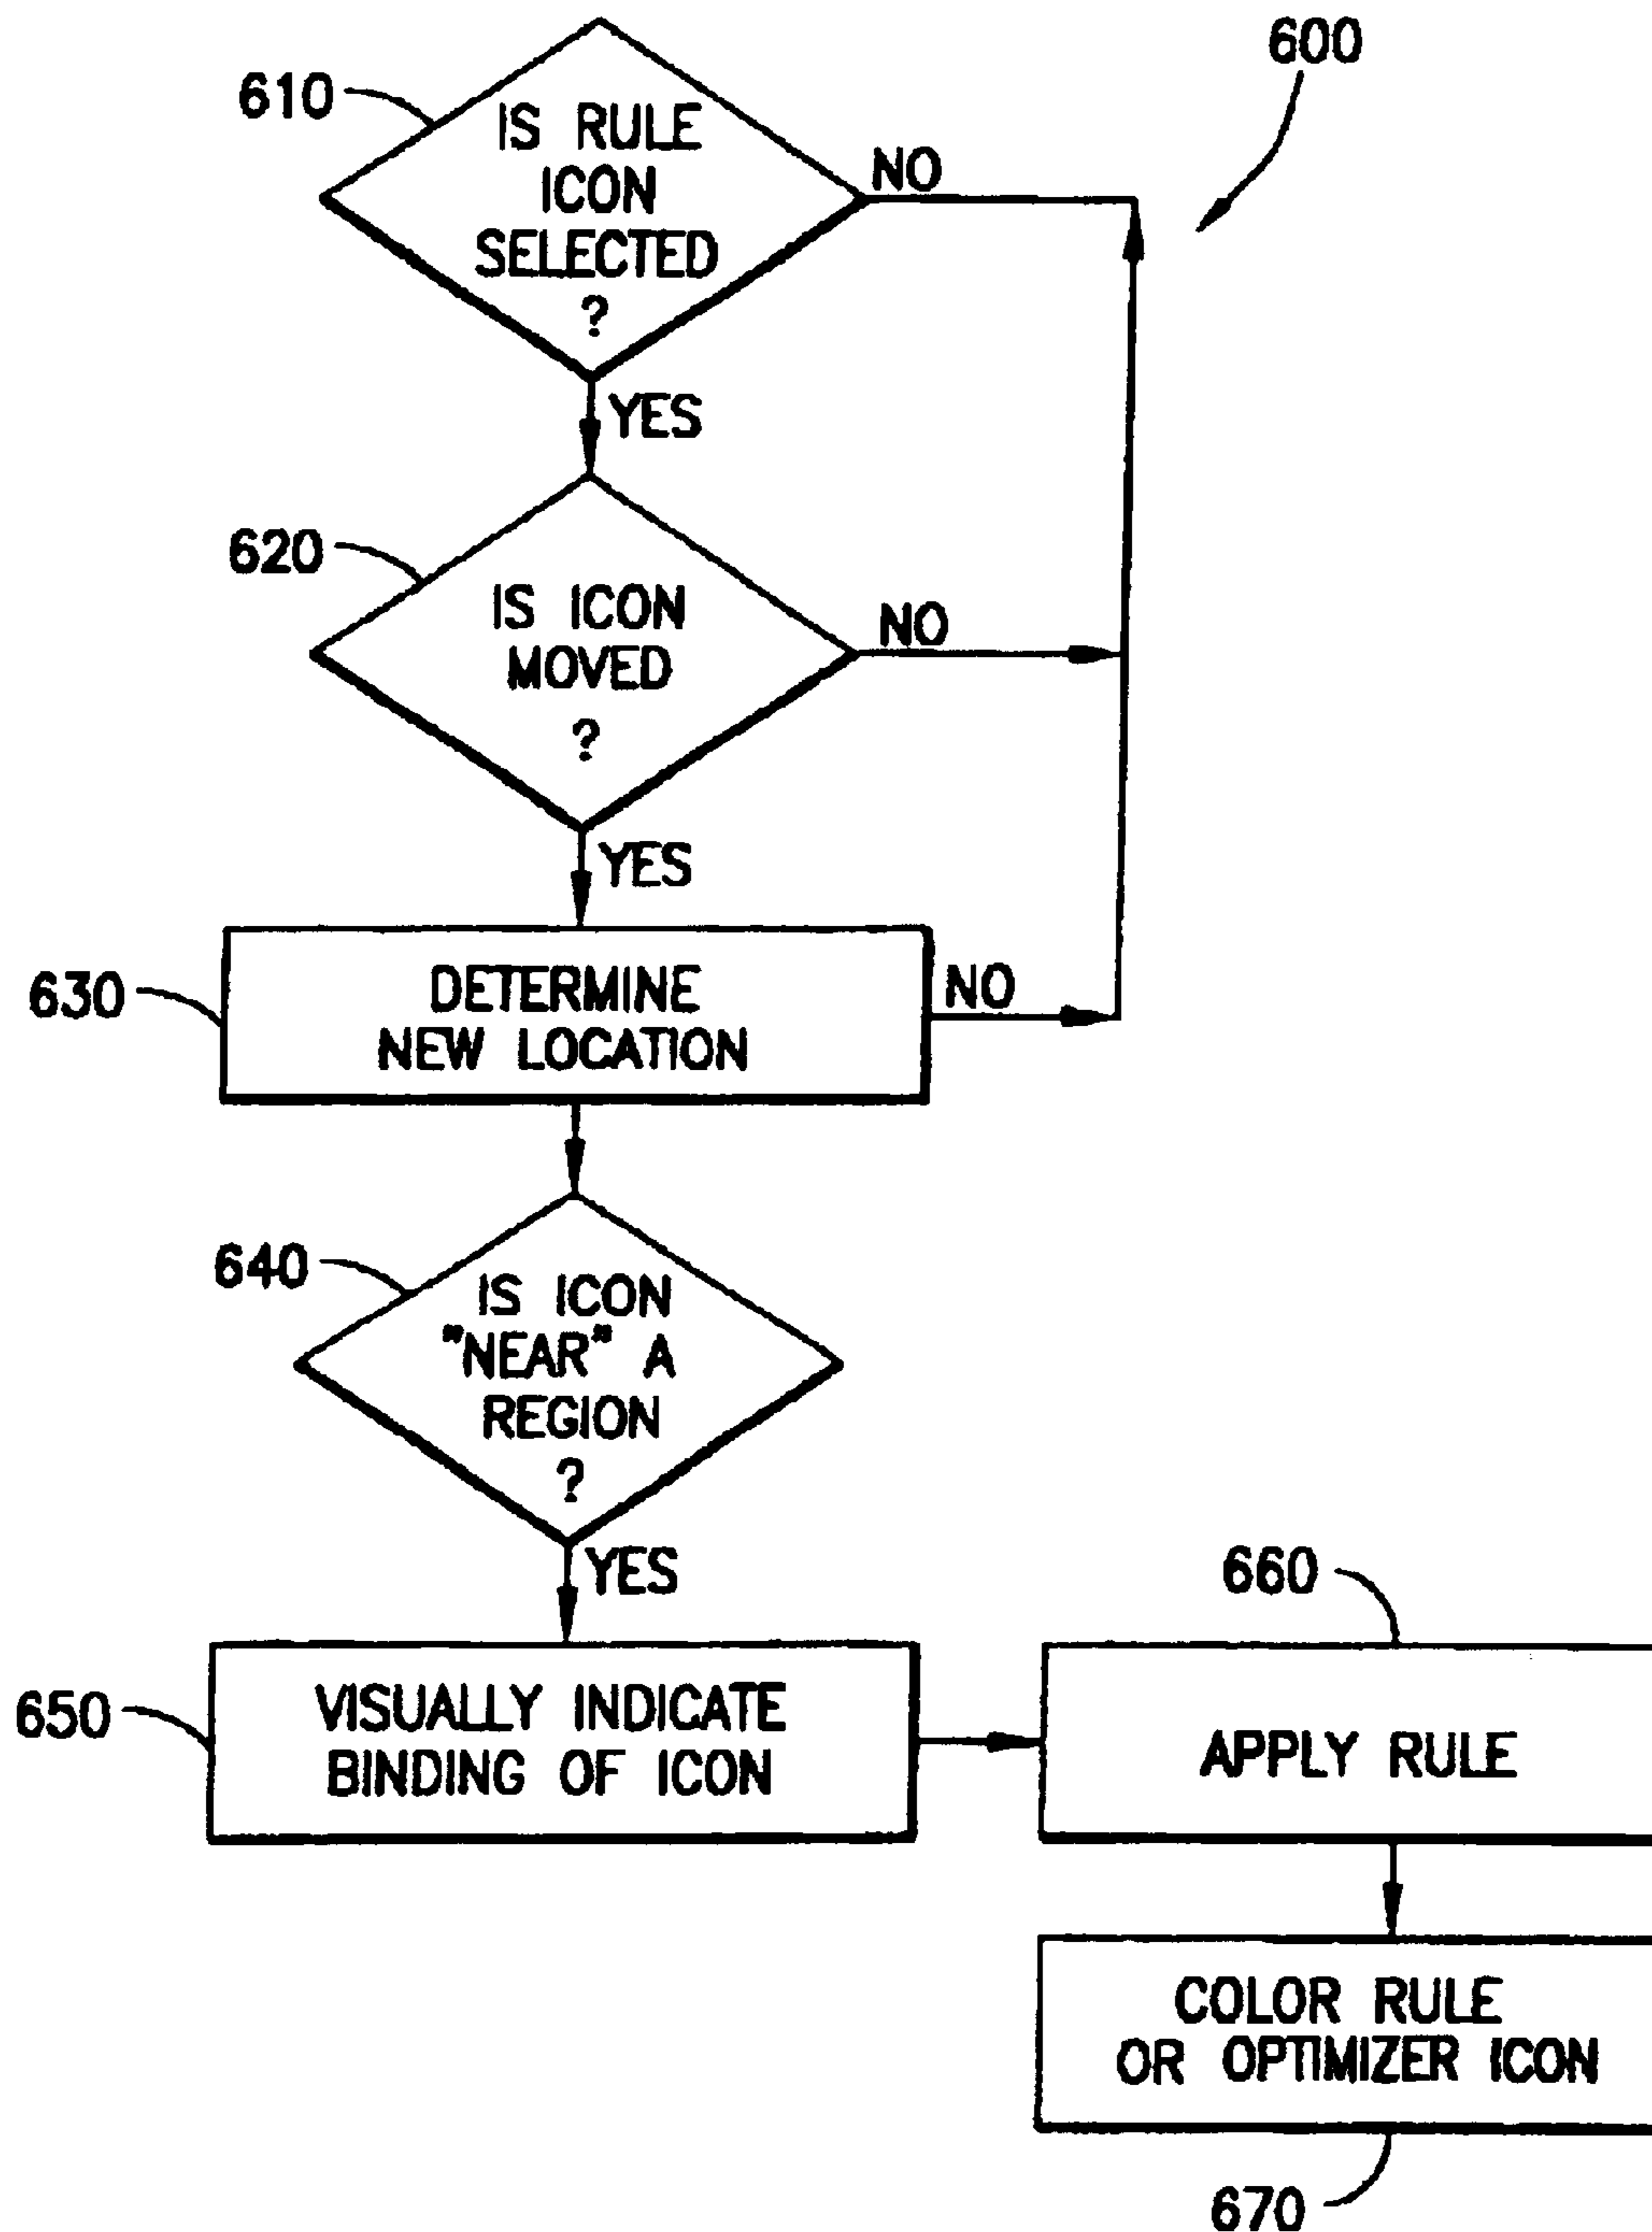 600
610
IS RULE
ICON
SELECTED
?
NO
YES
620
IS ICON
MOVED
?
NO
YES
630
DETERMINE
NEW LOCATION
NO
640
IS ICON
"NEAR" A
REGION
?
YES
650
VISUALLY INDICATE
BINDING OF ICON
660
APPLY RULE
COLOR RULE
OR OPTIMIZER ICON
670